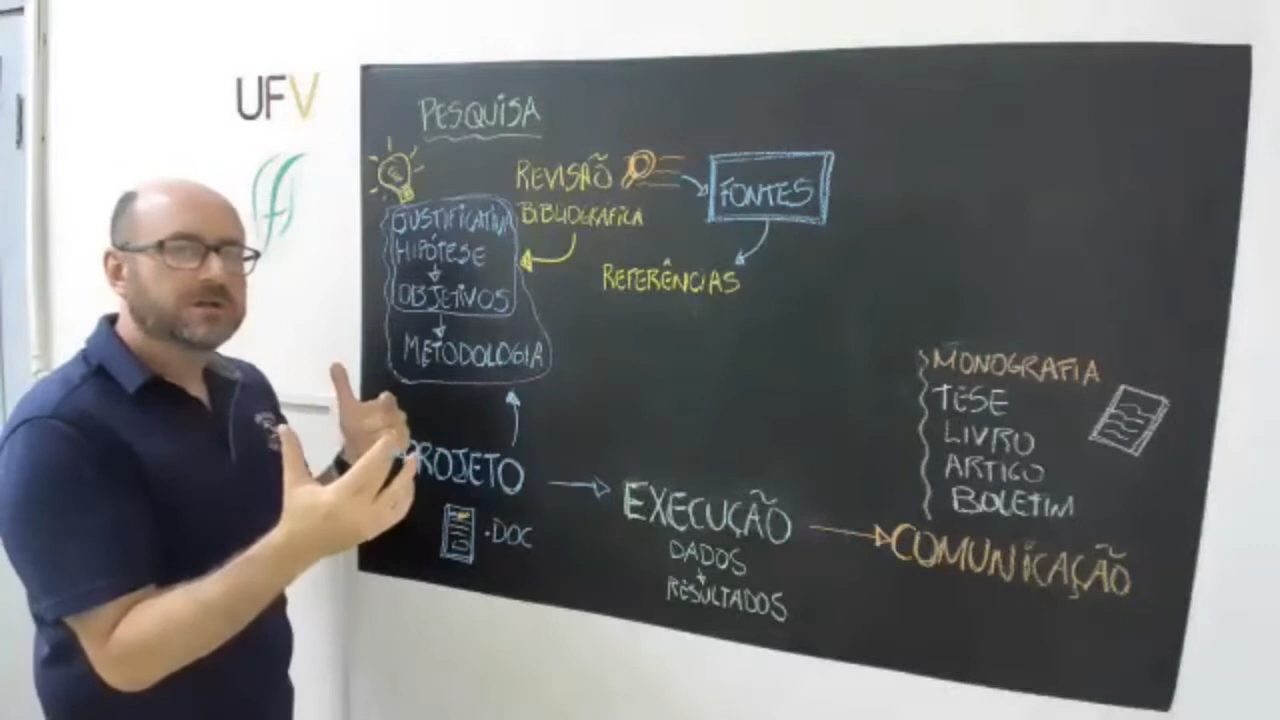 UFV
PESQUISA
REVISÃO
BIBLIOGRAFICA
FONTES
REFERÊNCIAS
JUSTIFICATIVA
HIPÓTESE
OBJETIVOS
METODOLOGIA
PROJETO
.DOC
EXECUÇÃO
DADOS
RESULTADOS
MONOGRAFIA
TESE
LIVRO
ARTIGO
BOLETIM
COMUNICAÇÃO